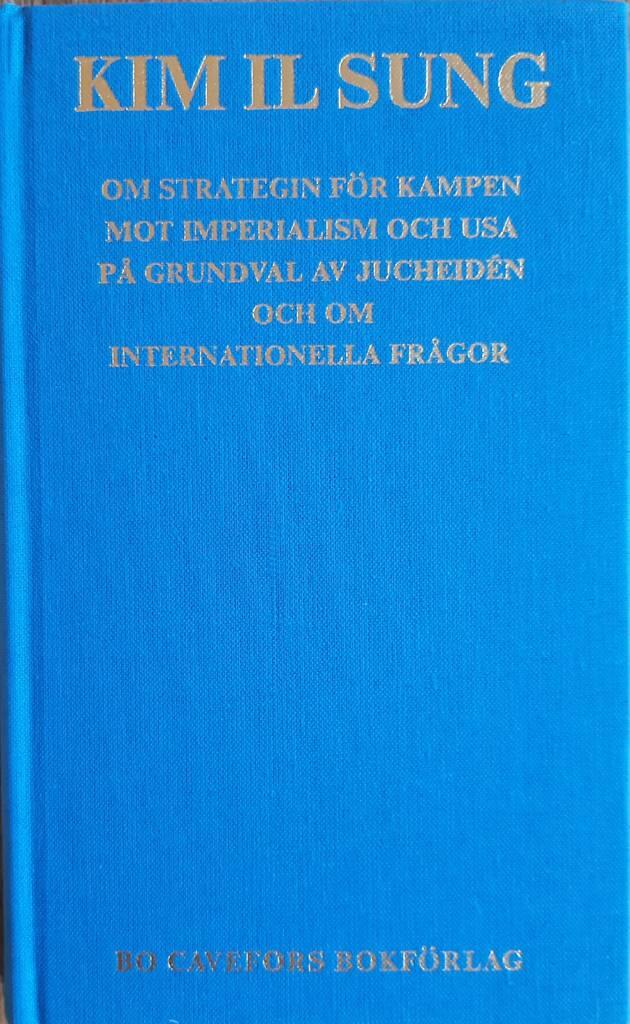 KIM IL SUNG
OM STRATEGIN FÖR KAMPEN
MOT IMPERIALISM OCH USA
PÅ GRUNDVAL AV JUCHEIDÉN
OCH OM
INTERNATIONELLA FRÅGOR
BO CAVEFORS BOKFÖRLAG